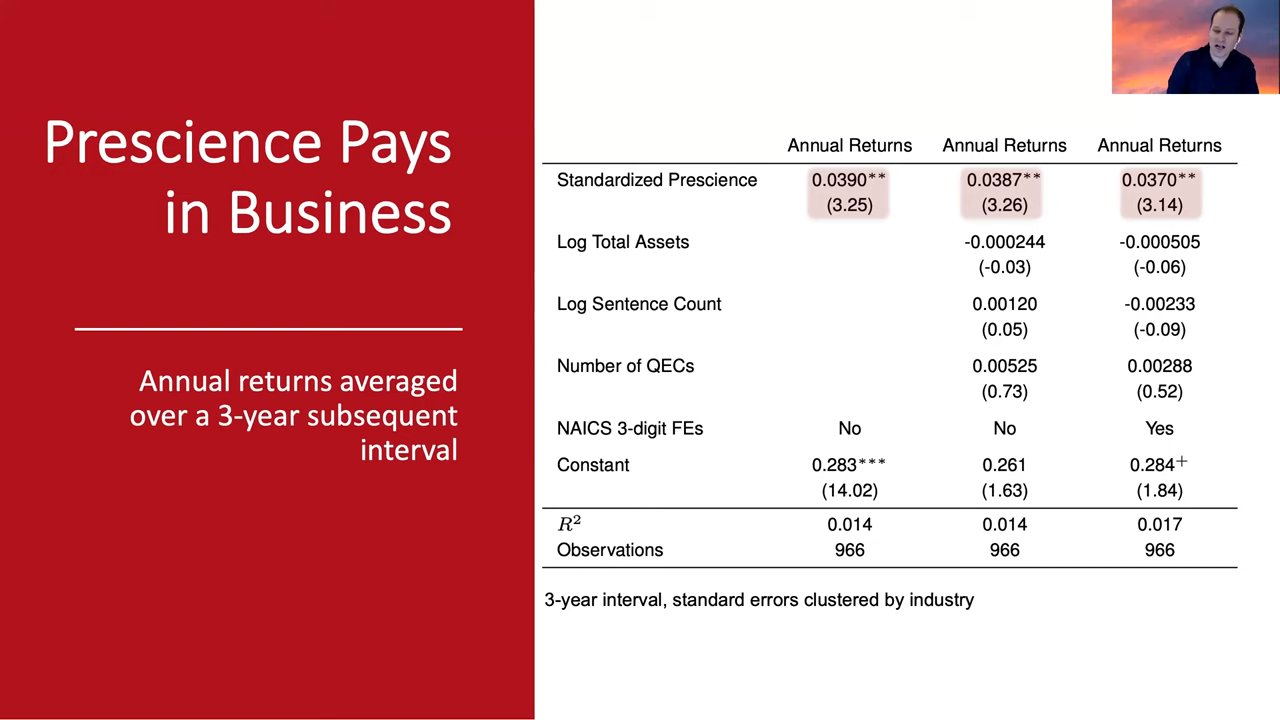 Prescience Pays
in Business
Annual returns averaged
over a 3-year subsequent
interval
Annual Returns Annual Returns Annual Returns
Standardized Prescience 0.0390** 0.0387** 0.0370**
(3.25) (3.26) (3.14)
Log Total Assets -0.000244 -0.000505
(-0.03) (-0.06)
Log Sentence Count 0.00120 -0.00233
(0.05) (-0.09)
Number of QECs 0.00525 0.00288
(0.73) (0.52)
NAICS 3-digit FEs No No Yes
Constant 0.283*** 0.261 0.284+
(14.02) (1.63) (1.84)
R² 0.014 0.014 0.017
Observations 966 966 966
3-year interval, standard errors clustered by industry